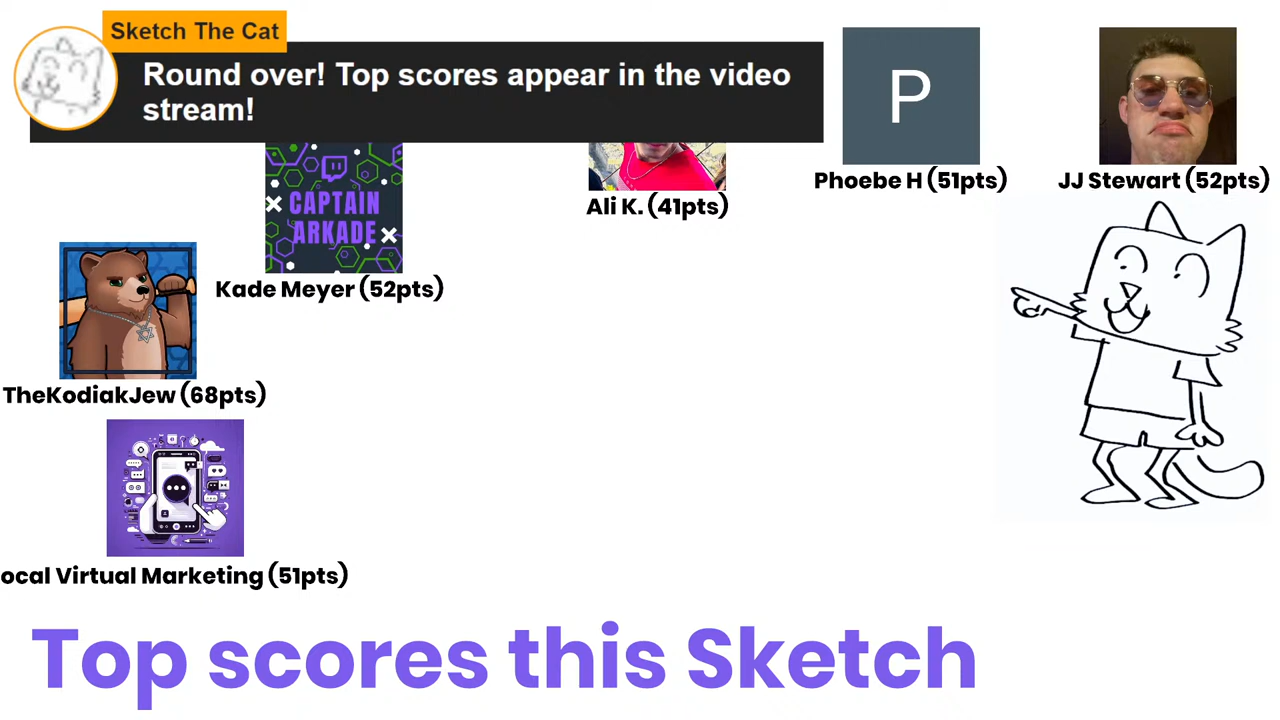 Sketch The Cat
Round over! Top scores appear in the video
stream!
P
Phoebe H (51pts)
JJ Stewart (52pts)
Ali K. (41pts)
CAPTAIN
ARKADE
Kade Meyer (52pts)
TheKodiakJew (68pts)
ocal Virtual Marketing (51pts)
Top scores this Sketch